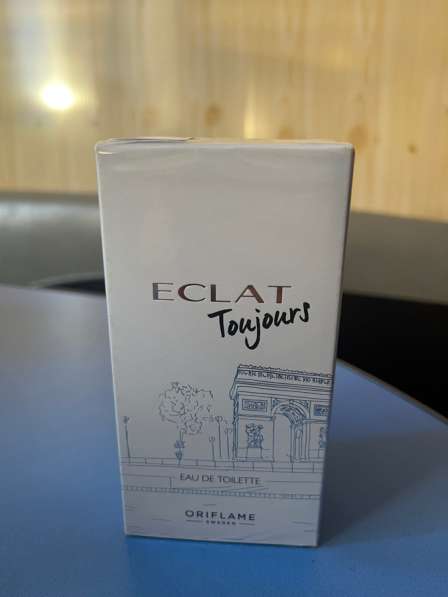 ECLAT
Toujours
EAU DE TOILETTE
ORIFLAME
SWEDEN